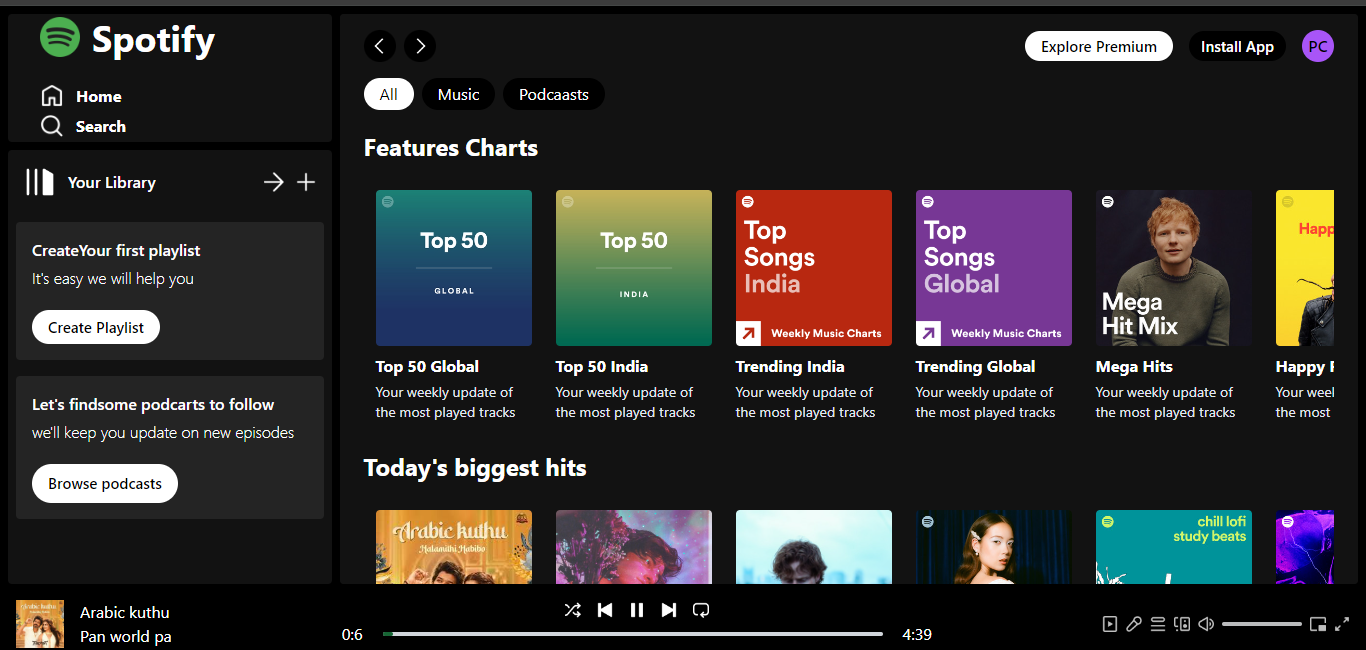 Spotify
Home
Search
Your Library
CreateYour first playlist
It's easy we will help you
Create Playlist
Let's findsome podcarts to follow
we'll keep you update on new episodes
Browse podcasts
Explore Premium
Install App
PC
All
Music
Podcaasts
Features Charts
Top 50
GLOBAL
Top 50 Global
Your weekly update of
the most played tracks
Top 50
INDIA
Top 50 India
Your weekly update of
the most played tracks
Top
Songs
India
Weekly Music Charts
Trending India
Your weekly update of
the most played tracks
Top
Songs
Global
Weekly Music Charts
Trending Global
Your weekly update of
the most played tracks
Mega
Hit Mix
Mega Hits
Your weekly update of
the most played tracks
Happ
Happy
Your
the most
Today's biggest hits
Arabic kuthu
Halamithi Habibo
chill lofi
study beats
Arabic kuthu
Pan world pa
0:6
4:39